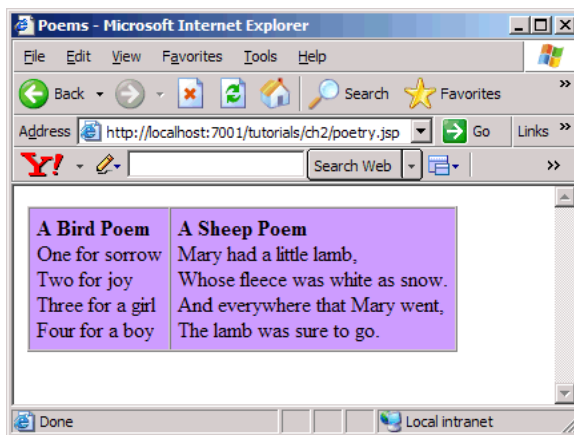 Poems - Microsoft Internet Explorer
File Edit View Favorites Tools Help
Back Search Favorites »
Address http://localhost:7001/tutorials/ch2/poetry.jsp Go Links »
Y! Search Web »
A Bird Poem
One for sorrow
Two for joy
Three for a girl
Four for a boy
A Sheep Poem
Mary had a little lamb,
Whose fleece was white as snow.
And everywhere that Mary went,
The lamb was sure to go.
Done Local intranet